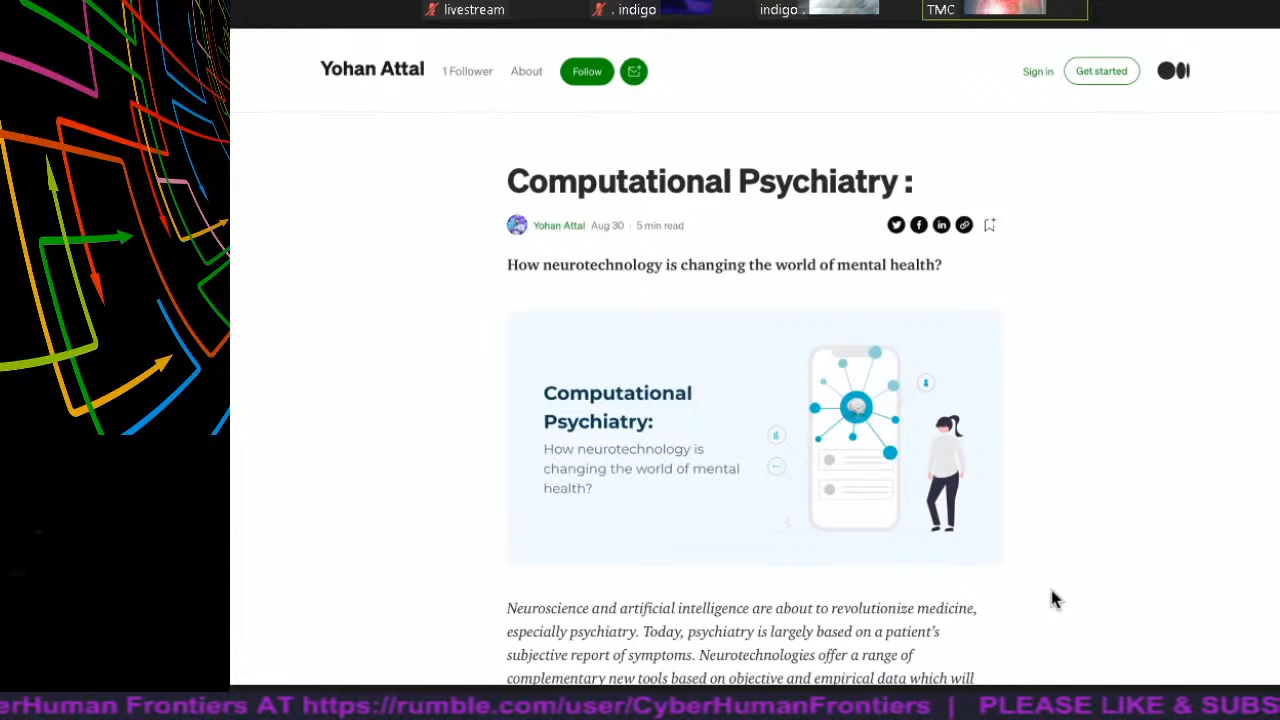 livestream
. indigo
indigo .
TMC
Yohan Attal
1 Follower
About
Follow
Sign in
Get started
Computational Psychiatry :
Yohan Attal Aug 30 · 5 min read
How neurotechnology is changing the world of mental health?
Computational
Psychiatry:
How neurotechnology is
changing the world of mental
health?
Neuroscience and artificial intelligence are about to revolutionize medicine,
especially psychiatry. Today, psychiatry is largely based on a patient's
subjective report of symptoms. Neurotechnologies offer a range of
complementary new tools based on objective and empirical data which will
erHuman Frontiers AT https://rumble.com/user/CyberHumanFrontiers | PLEASE LIKE & SUBS